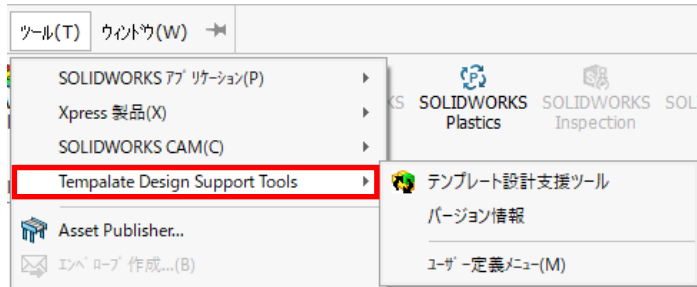 ツール(T) ウィンドウ(W)
SOLIDWORKS アプリケーション(P)
Xpress 製品(X)
SOLIDWORKS CAM(C)
Tempalate Design Support Tools
Asset Publisher...
エンベロープ作成...(B)
KS SOLIDWORKS Plastics
SOLIDWORKS Inspection
SOL
テンプレート設計支援ツール
バージョン情報
ユーザー定義メニュー(M)